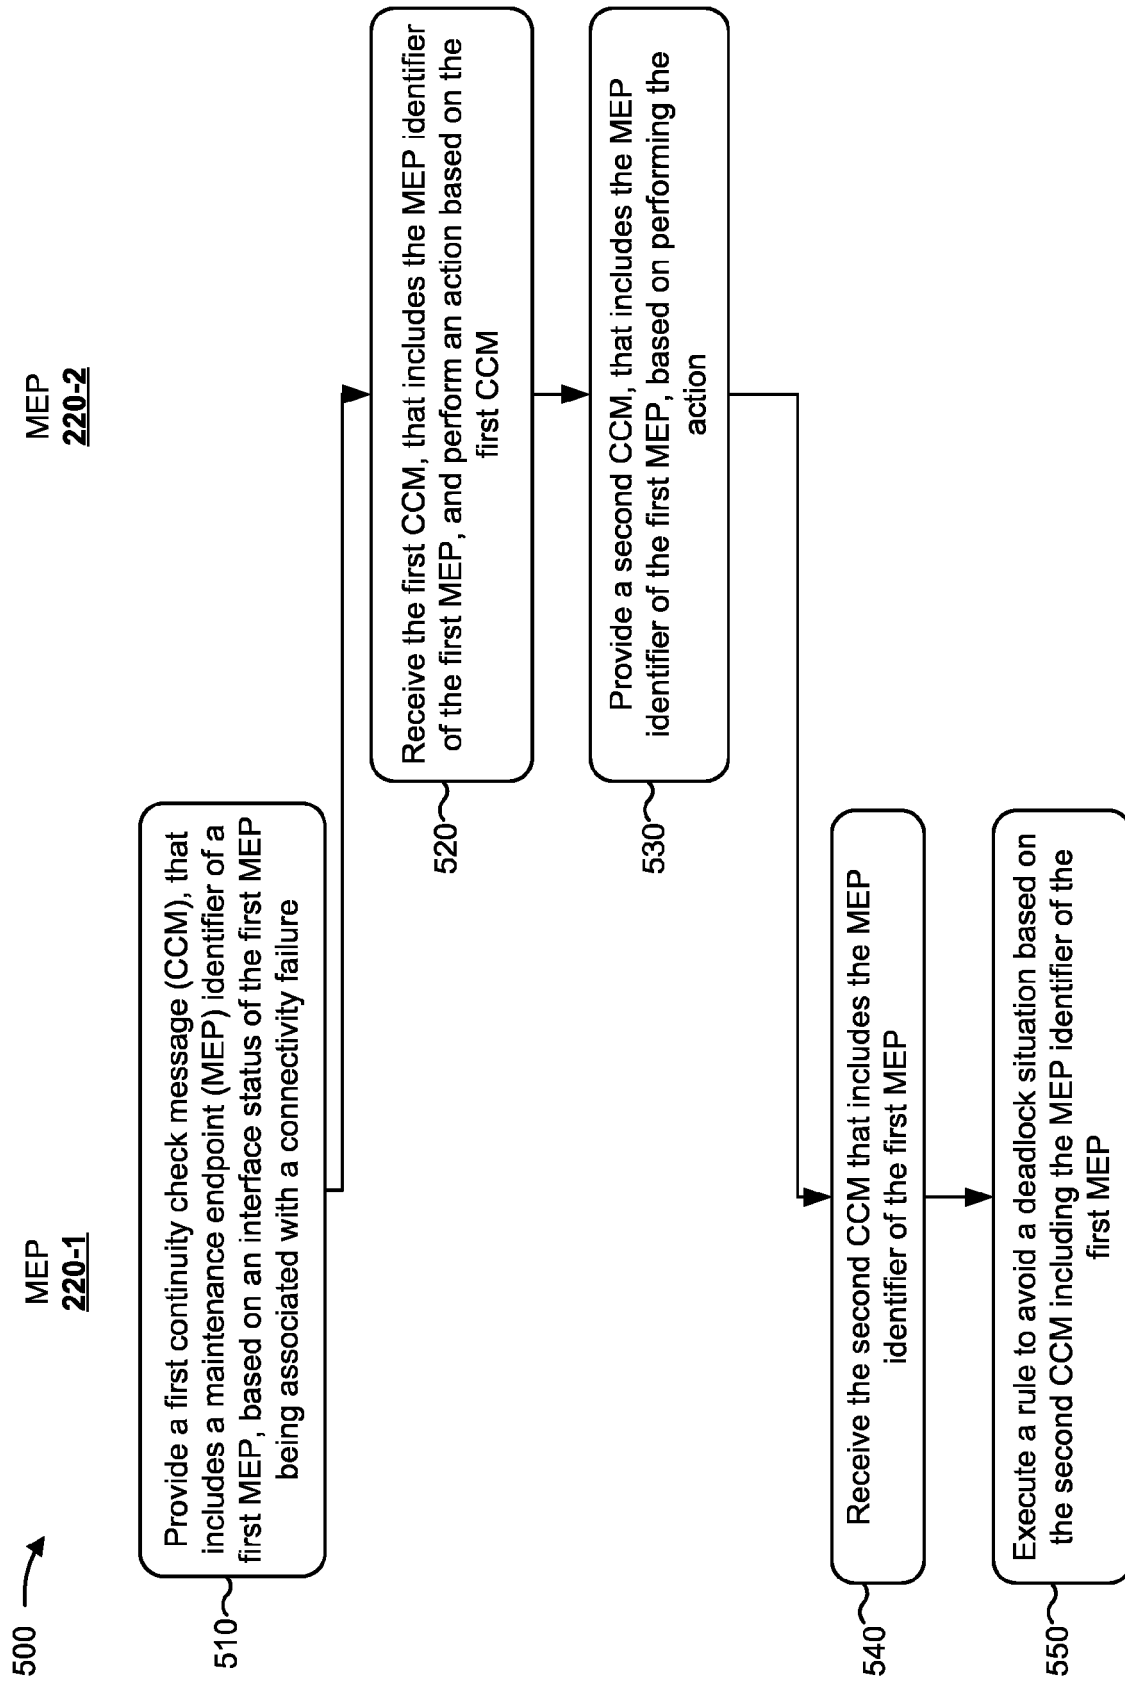 500
MEP
220-1
MEP
220-2
510
Provide a first continuity check message (CCM), that
includes a maintenance endpoint (MEP) identifier of a
first MEP, based on an interface status of the first MEP
being associated with a connectivity failure
520
Receive the first CCM, that includes the MEP identifier
of the first MEP, and perform an action based on the
first CCM
530
Provide a second CCM, that includes the MEP
identifier of the first MEP, based on performing the
action
540
Receive the second CCM that includes the MEP
identifier of the first MEP
550
Execute a rule to avoid a deadlock situation based on
the second CCM including the MEP identifier of the
first MEP